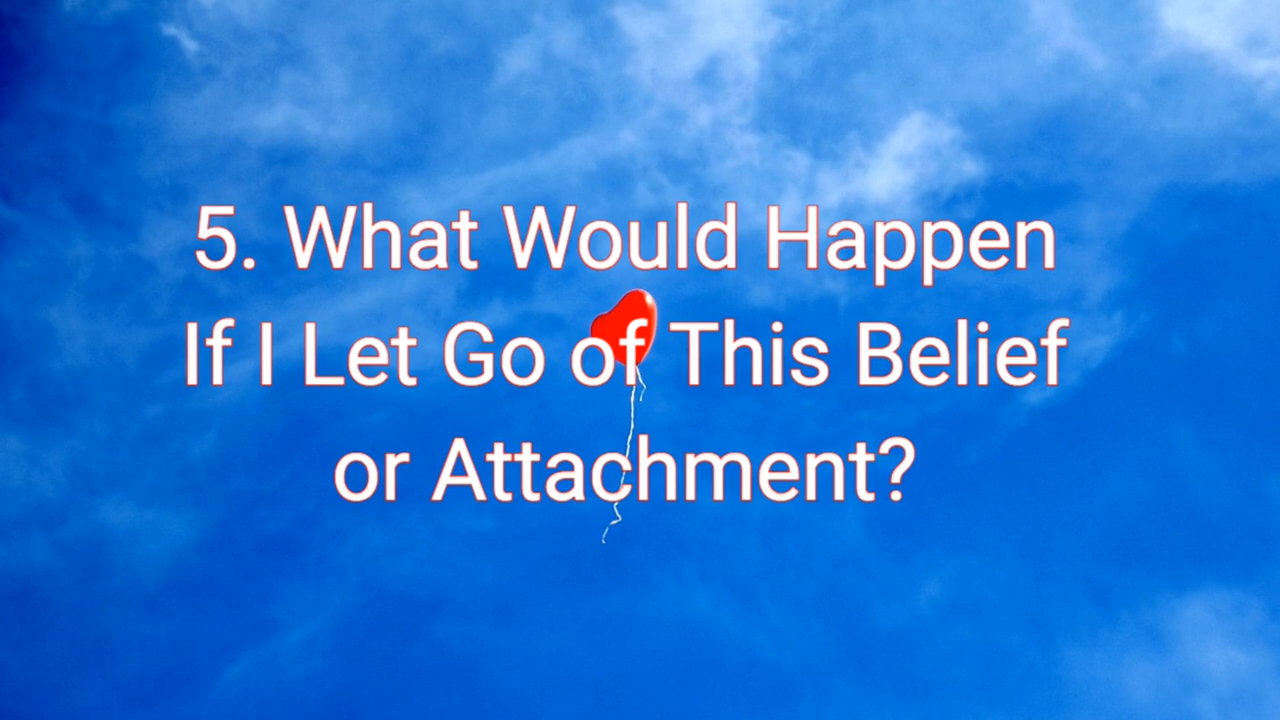 5. What Would Happen
If I Let Go of This Belief
or Attachment?